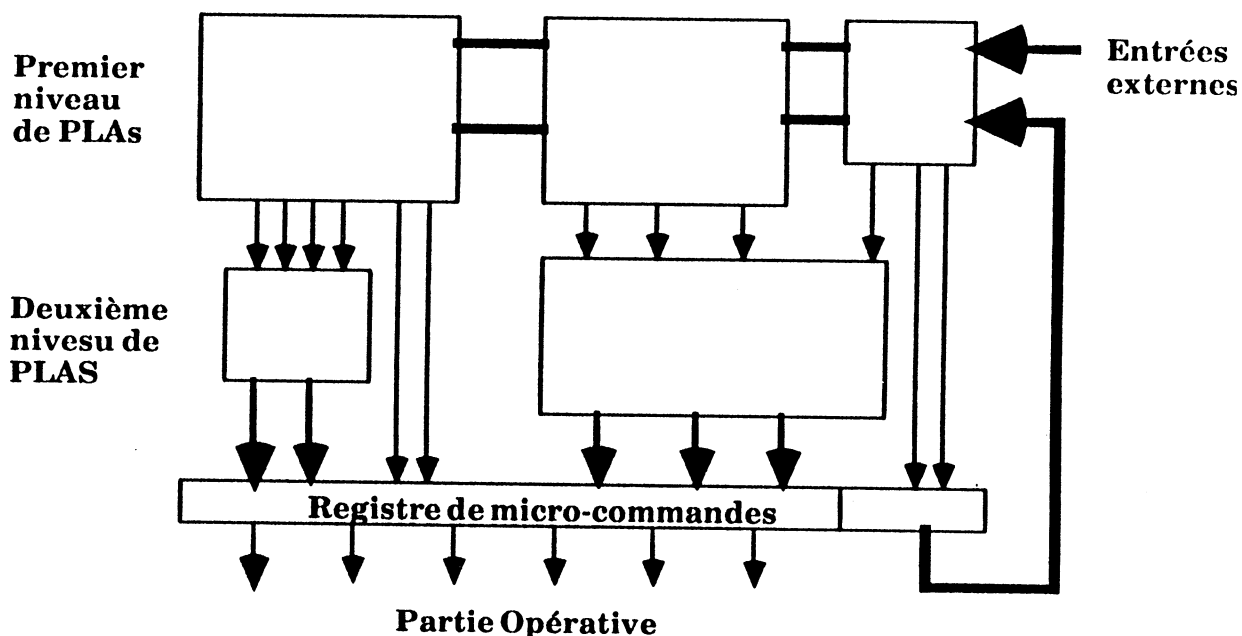 Premier
niveau
de PLAs
Entrées
externes
Deuxième
nivesu de
PLAS
Registre de micro-commandes
Partie Opérative